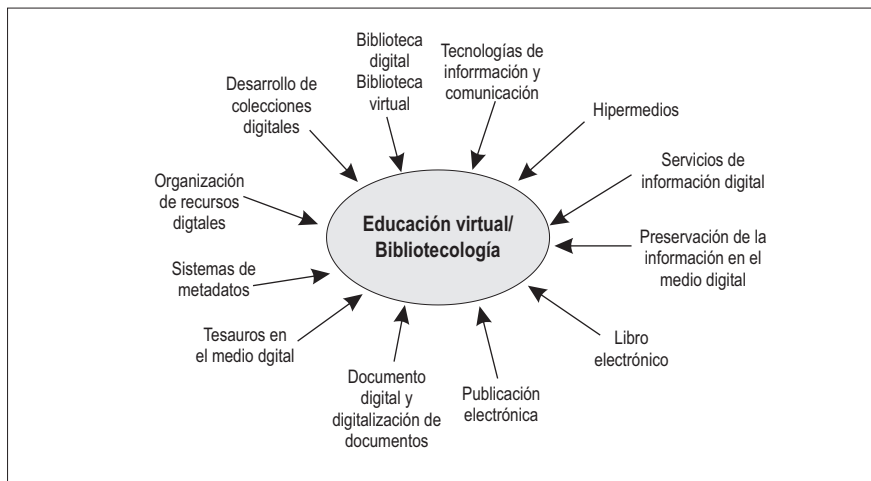 Biblioteca
digital
Biblioteca
virtual
Tecnologías de
inforrmación y
comunicación
Hipermedios
Servicios de
información digital
Preservación de la
información en el
medio digital
Libro
electrónico
Publicación
electrónica
Documento
digital y
digitalización de
documentos
Tesauros en
el medio dgital
Sistemas de
metadatos
Organización
de recursos
digtales
Desarrollo de
colecciones
digitales
Educación virtual/
Bibliotecología